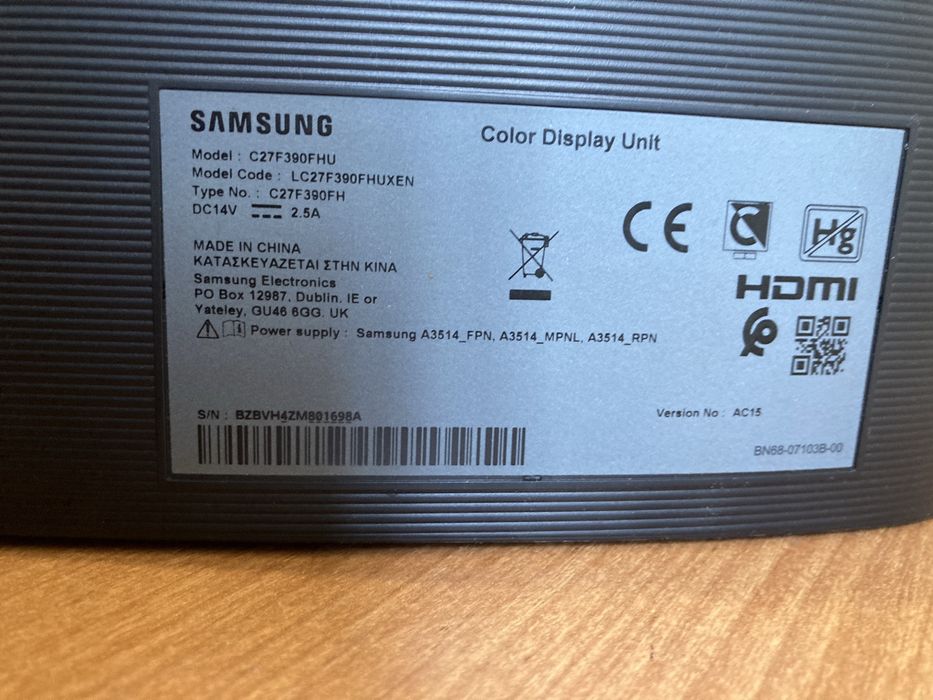 SAMSUNG
Color Display Unit
Model : C27F390FHU
Model Code : LC27F390FHUXEN
Type No. : C27F390FH
DC14V 2.5A
MADE IN CHINA
ΚΑΤΑΣΚΕΥΑΖΕΤΑΙ ΣΤΗΝ ΚΙΝΑ
Samsung Electronics
PO Box 12987, Dublin. IE or
Yateley, GU46 6GG. UK
Power supply : Samsung A3514_FPN, A3514_MPNL, A3514_RPN
CE
Hg
HDMI
S/N : BZBVH4ZM801698A
Version No : AC15
BN68-07103B-00